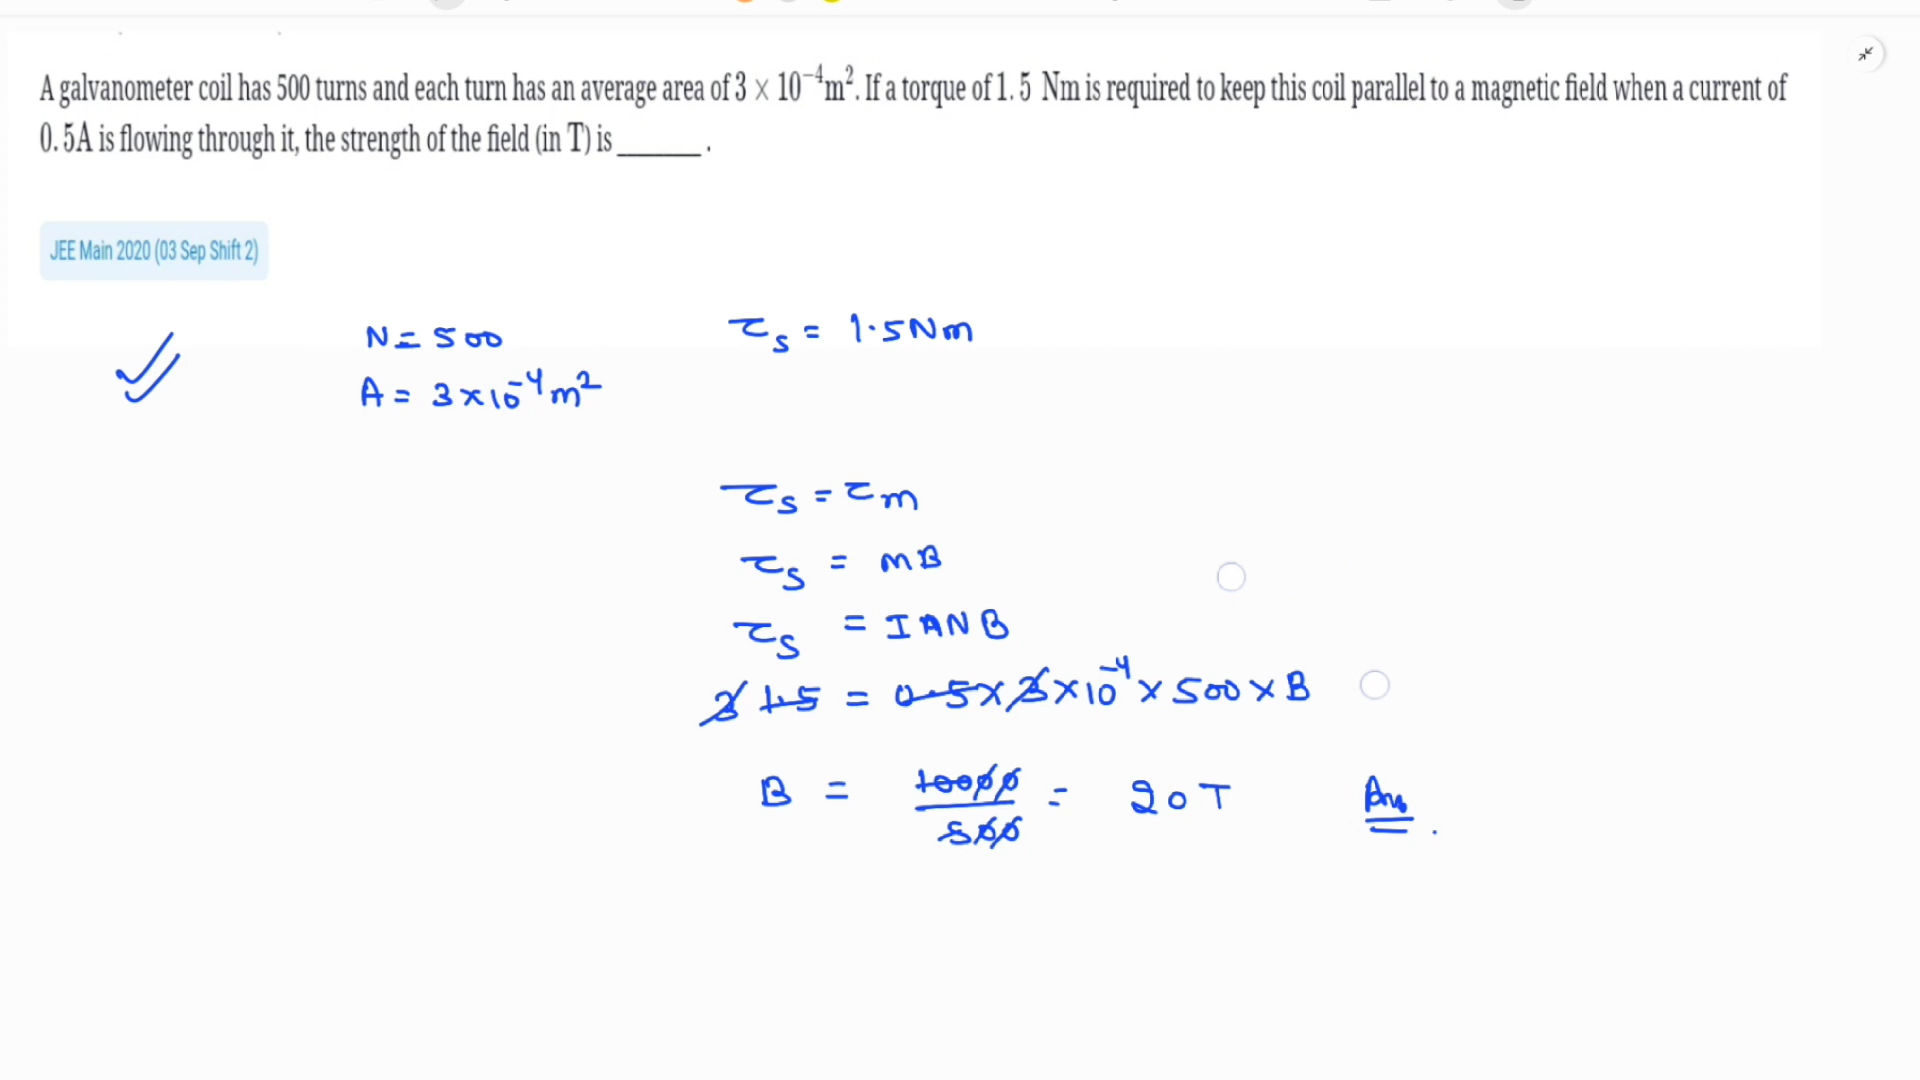 A galvanometer coil has 500 turns and each turn has an average area of 3 × 10⁻⁴m². If a torque of 1.5 Nm is required to keep this coil parallel to a magnetic field when a current of
0.5A is flowing through it, the strength of the field (in T) is _______ .
JEE Main 2020 (03 Sep Shift 2)
N = 500
τs = 1.5Nm
A = 3×10⁻⁴m²
τs = τm
τs = mB
τs = IANB
3 1.5 = 0.5×3×10⁻⁴×500×B
B = 10000/500 = 20T Ans.